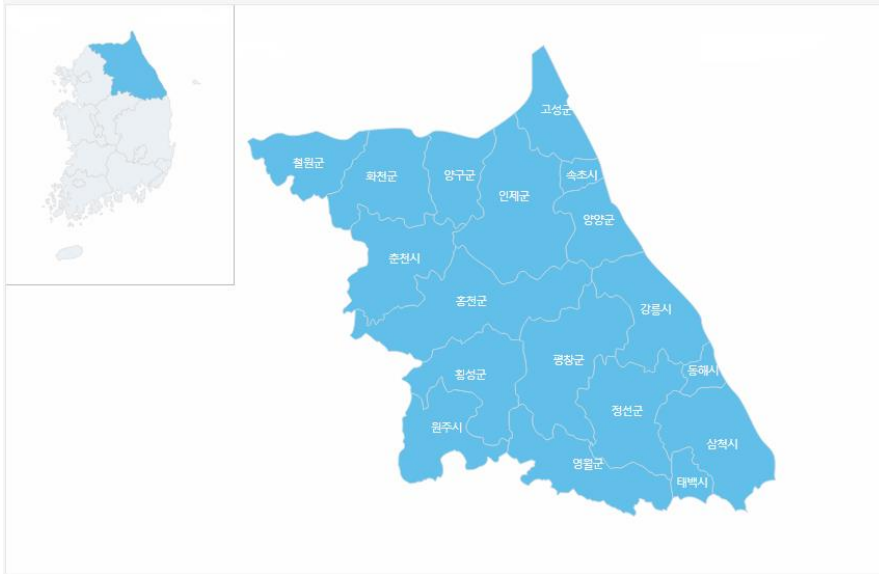 고성군
철원군
화천군
양구군
속초시
인제군
양양군
춘천시
홍천군
강릉시
평창군
동해시
횡성군
정선군
원주시
삼척시
영월군
태백시